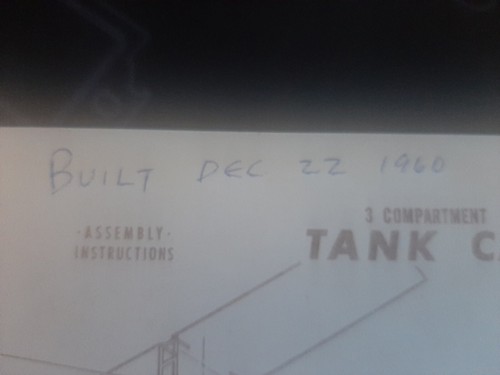 BUILT DEC 22 1960
3 COMPARTMENT
·ASSEMBLY·
INSTRUCTIONS
TANK